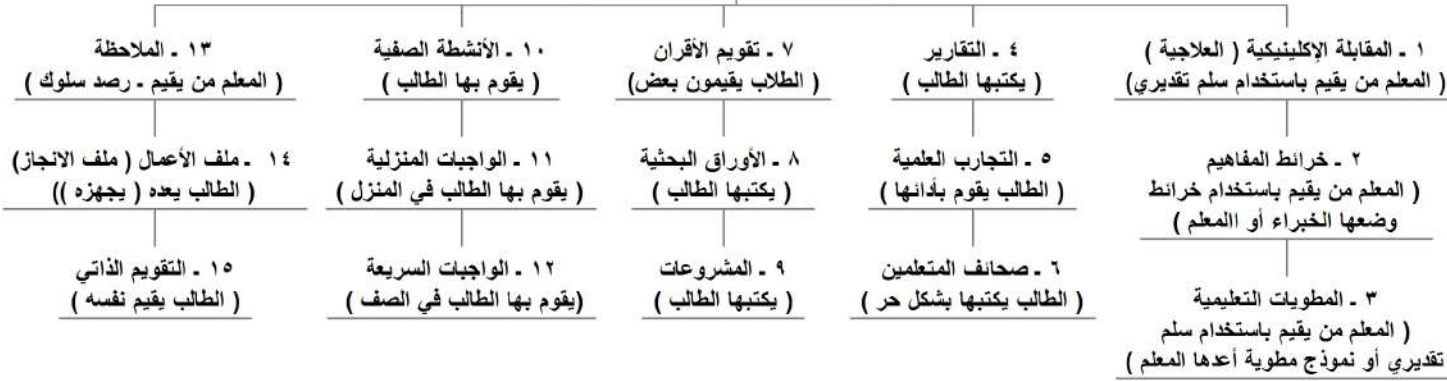 ١ ـ المقابلة الإكلينيكية ( العلاجية )
( المعلم من يقيم باستخدام سلم تقديري)
٢ ـ خرائط المفاهيم
( المعلم من يقيم باستخدام خرائط
وضعها الخبراء أو االمعلم )
٣ ـ المطويات التعليمية
( المعلم من يقيم باستخدام سلم
تقديري أو نموذج مطوية أعدها المعلم )
٤ ـ التقارير
( يكتبها الطالب )
٥ ـ التجارب العلمية
( الطالب يقوم بأدائها )
٦ ـ صحائف المتعلمين
( الطالب يكتبها بشكل حر )
٧ ـ تقويم الأقران
( الطلاب يقيمون بعض)
٨ ـ الأوراق البحثية
( يكتبها الطالب )
٩ ـ المشروعات
( يكتبها الطالب )
١٠ ـ الأنشطة الصفية
( يقوم بها الطالب )
١١ ـ الواجبات المنزلية
( يقوم بها الطالب في المنزل )
١٢ ـ الواجبات السريعة
(يقوم بها الطالب في الصف )
١٣ ـ الملاحظة
( المعلم من يقيم ـ رصد سلوك )
١٤ ـ ملف الأعمال ( ملف الانجاز)
( الطالب يعده ( يجهزه ))
١٥ ـ التقويم الذاتي
( الطالب يقيم نفسه )